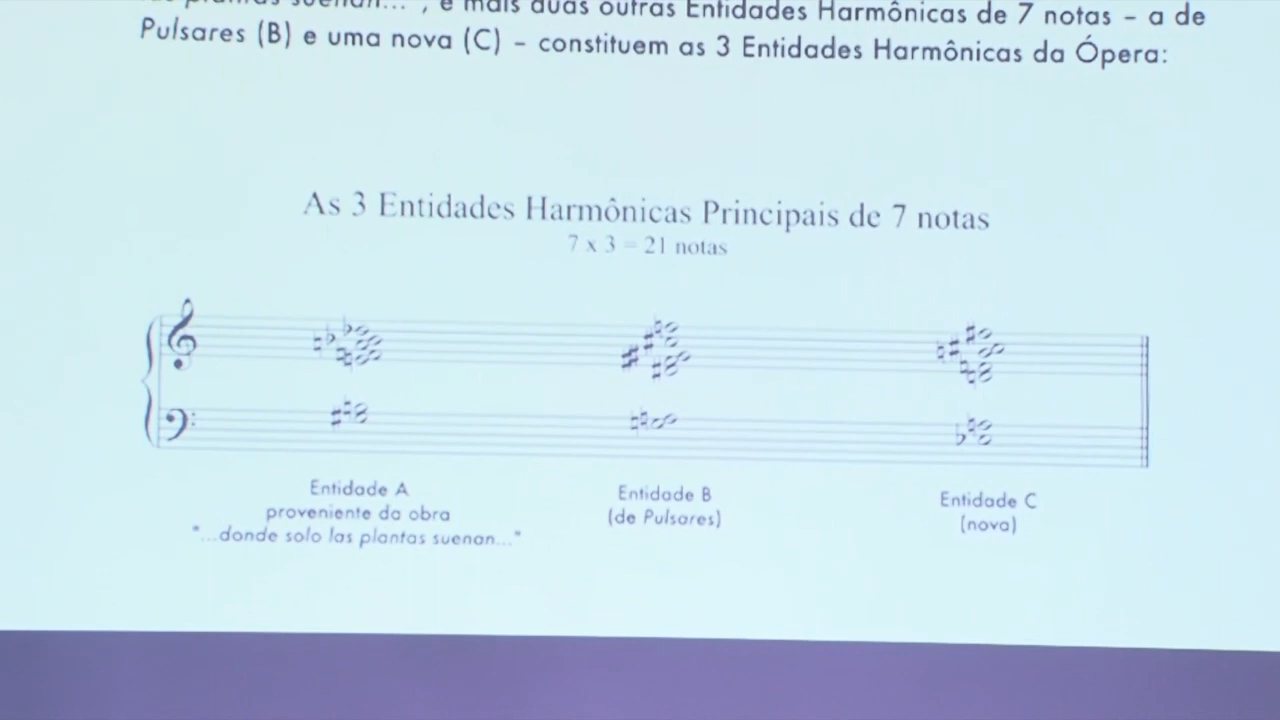 plantas suenan...", e mais duas outras Entidades Harmônicas de 7 notas – a de
Pulsares (B) e uma nova (C) – constituem as 3 Entidades Harmônicas da Ópera:
As 3 Entidades Harmônicas Principais de 7 notas
7 x 3 = 21 notas
Entidade A
proveniente da obra
"...donde solo las plantas suenan..."
Entidade B
(de Pulsares)
Entidade C
(nova)